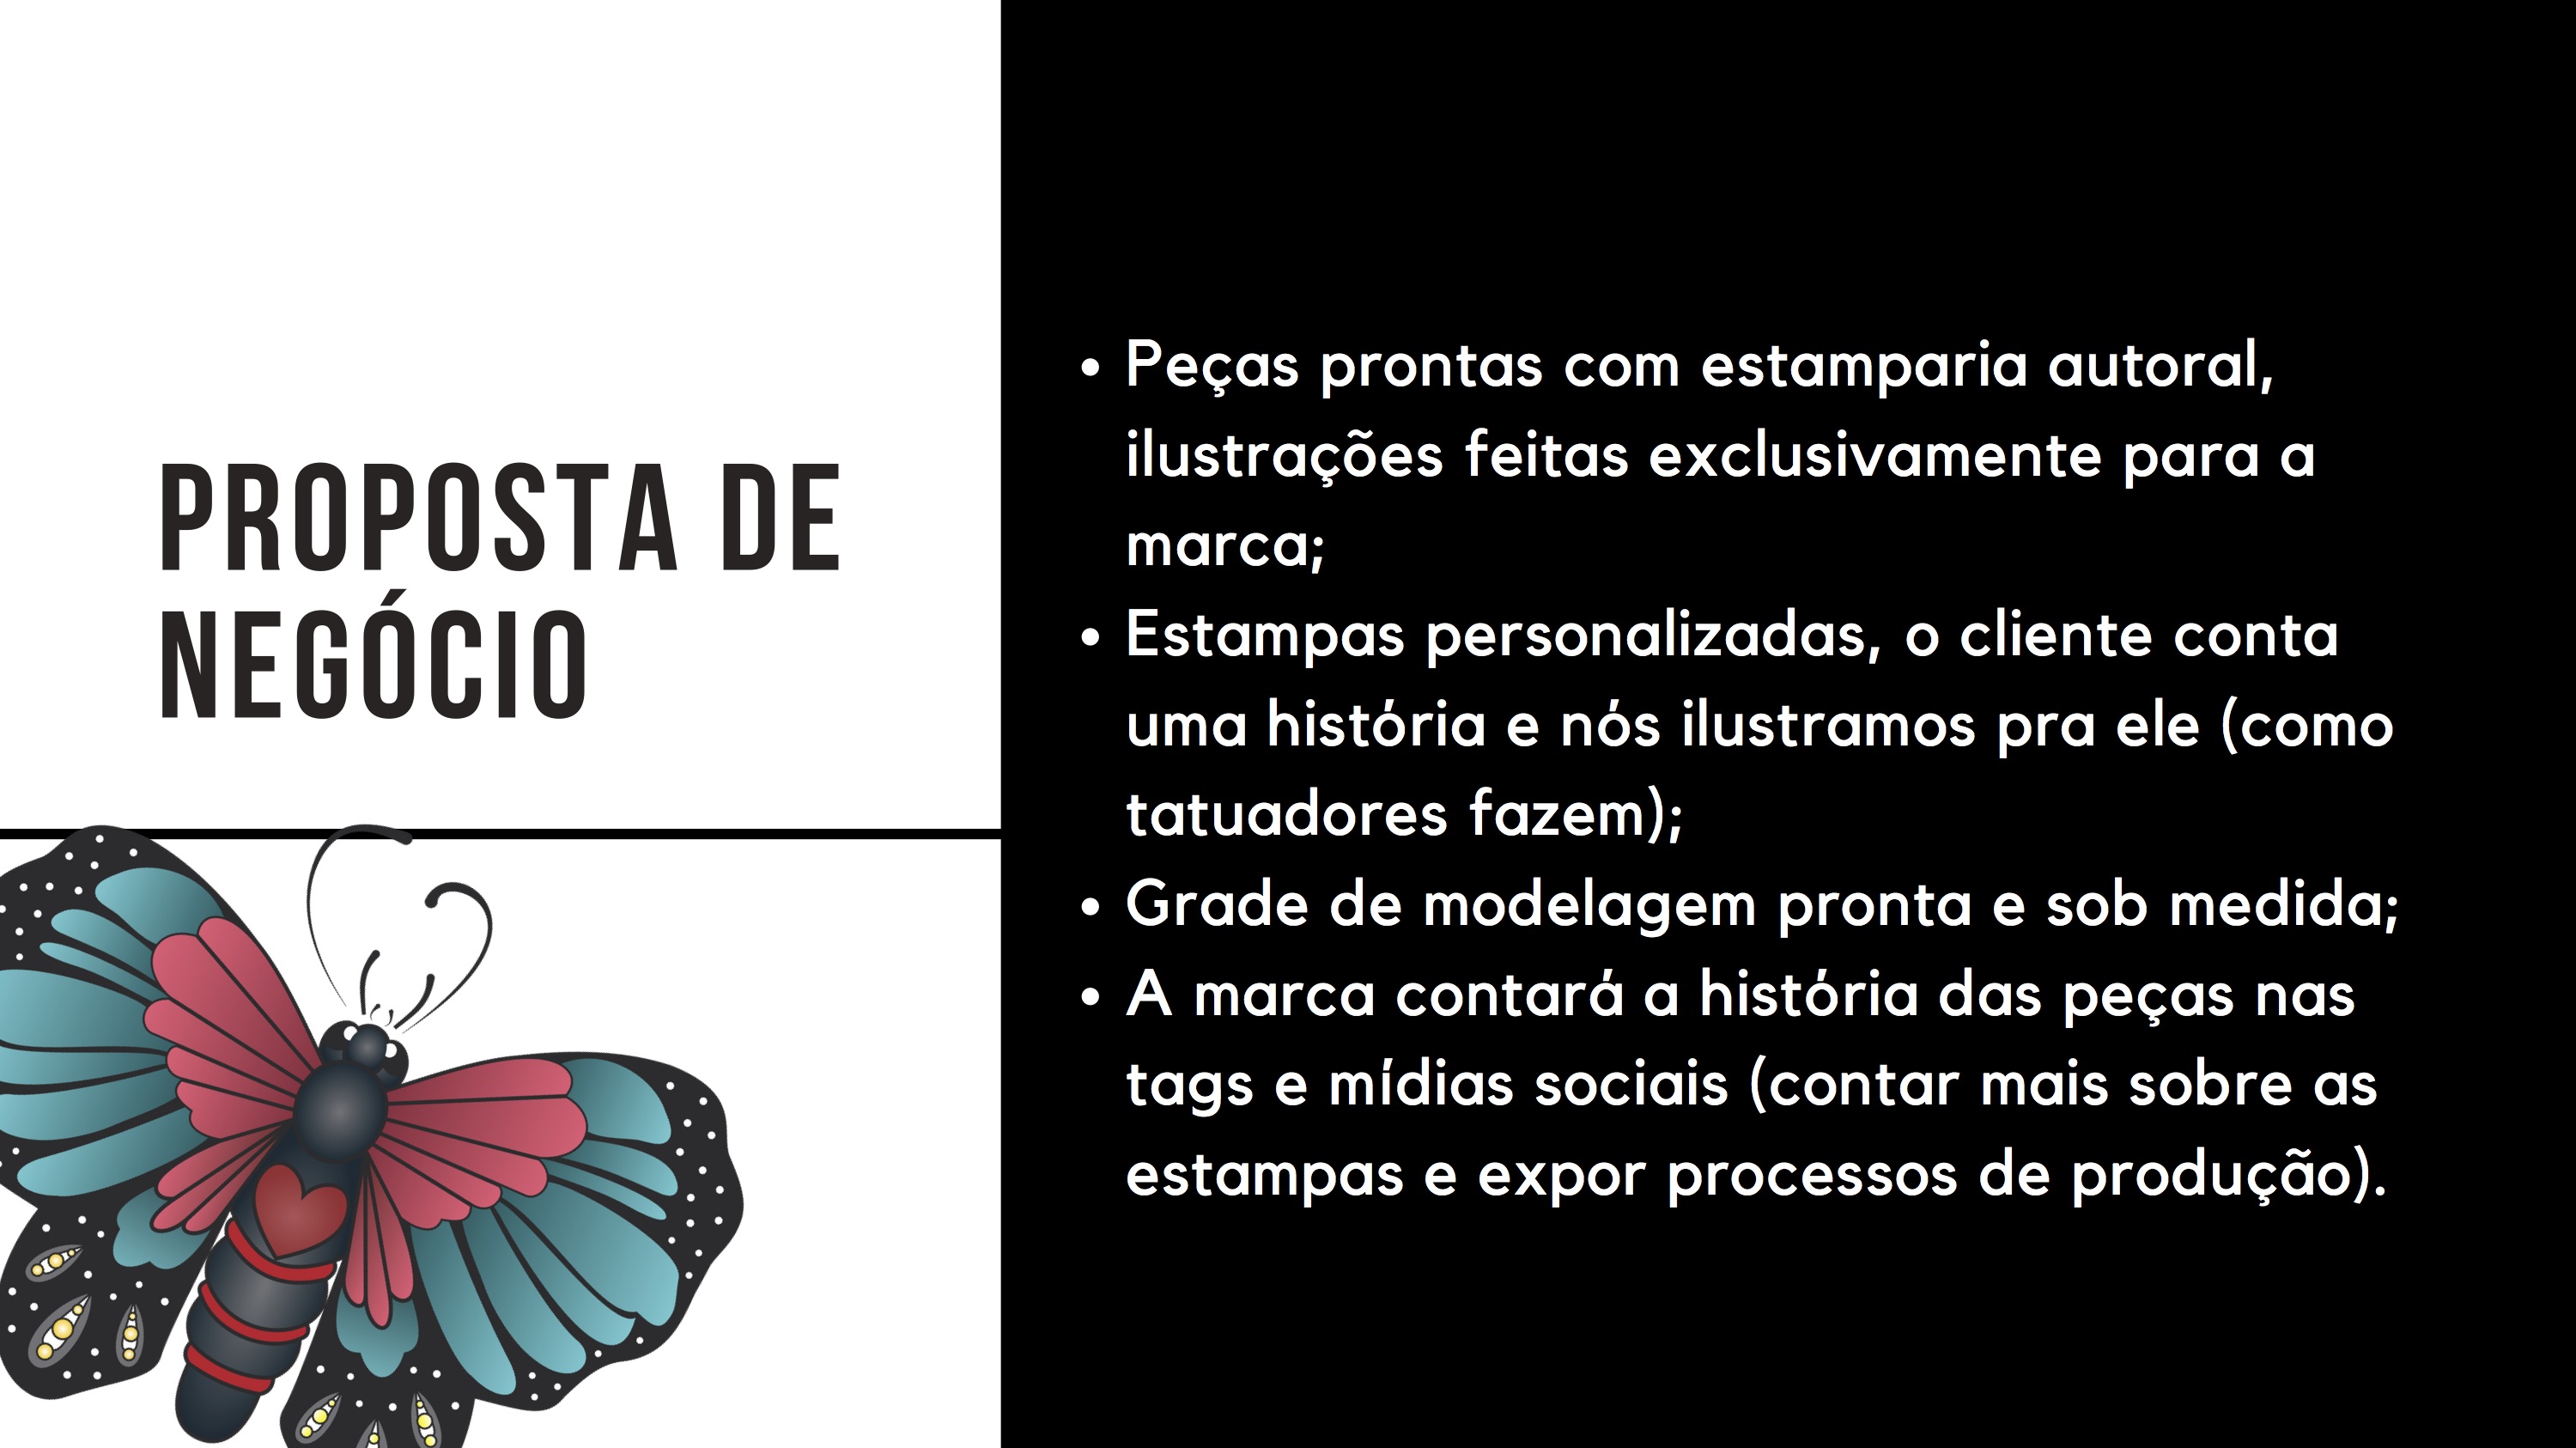 PROPOSTA DE
NEGÓCIO
• Peças prontas com estamparia autoral,
ilustrações feitas exclusivamente para a
marca;
• Estampas personalizadas, o cliente conta
uma história e nós ilustramos pra ele (como
tatuadores fazem);
• Grade de modelagem pronta e sob medida;
• A marca contará a história das peças nas
tags e mídias sociais (contar mais sobre as
estampas e expor processos de produção).